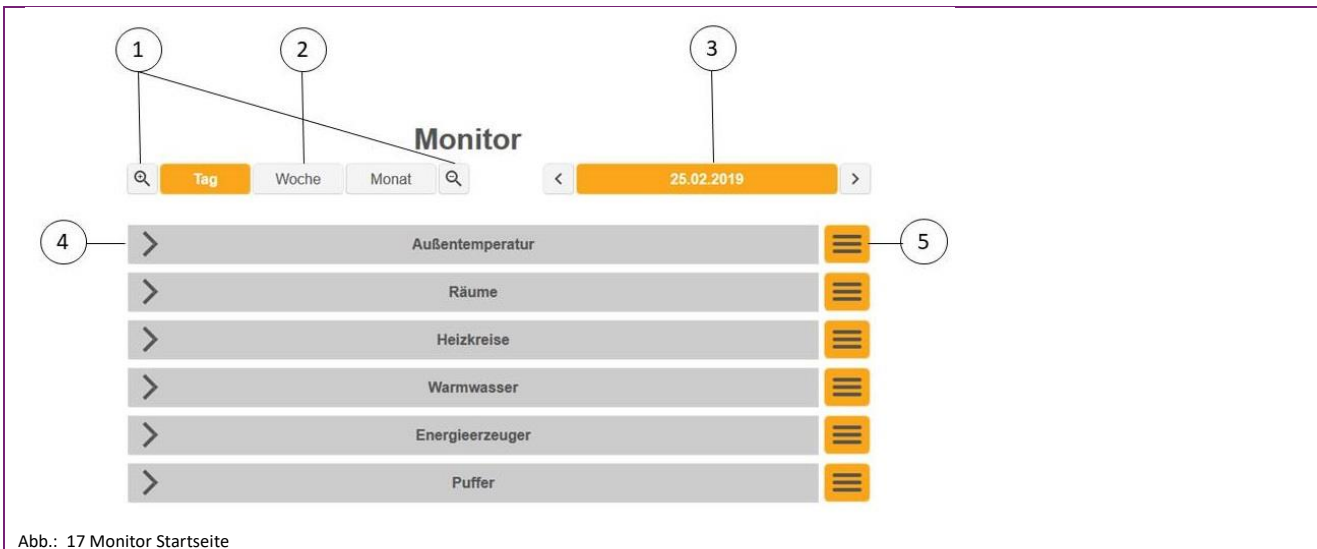 1 2 3
Monitor
Tag Woche Monat 25.02.2019
4 Außentemperatur 5
Räume
Heizkreise
Warmwasser
Energieerzeuger
Puffer
Abb.: 17 Monitor Startseite